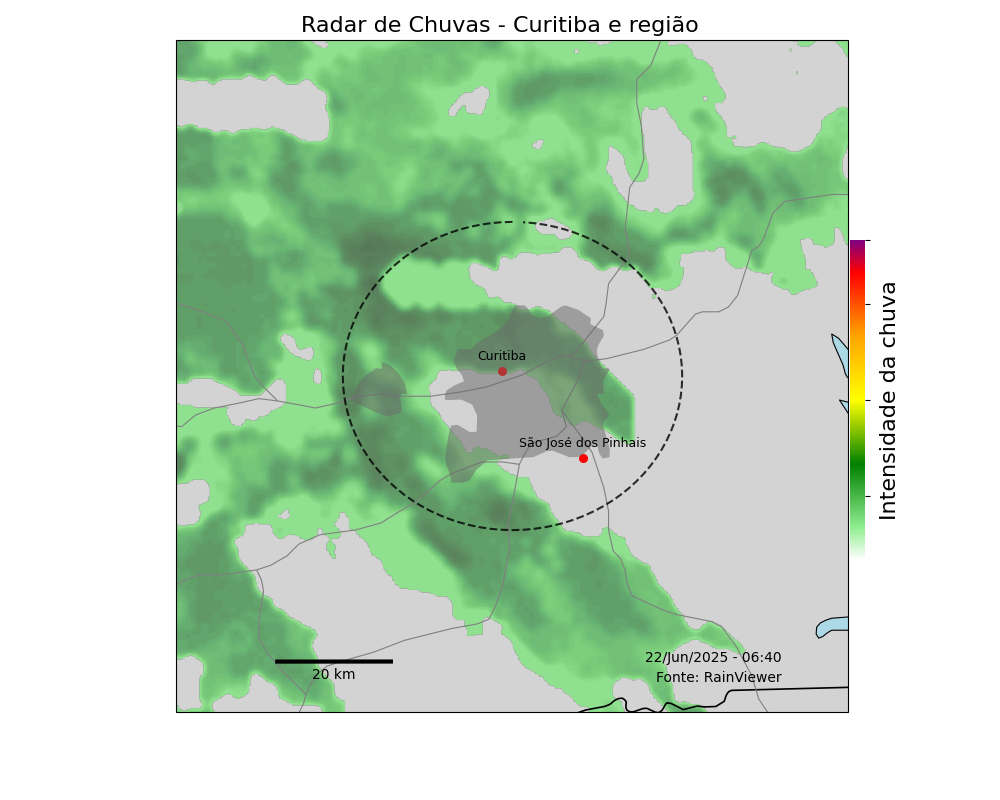 Radar de Chuvas - Curitiba e região
Curitiba
São José dos Pinhais
Intensidade da chuva
22/Jun/2025 - 06:40
20 km
Fonte: RainViewer